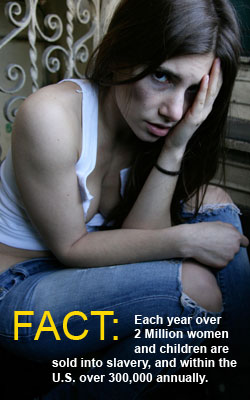 FACT: Each year over
2 Million women
and children are
sold into slavery, and within the
U.S. over 300,000 annually.